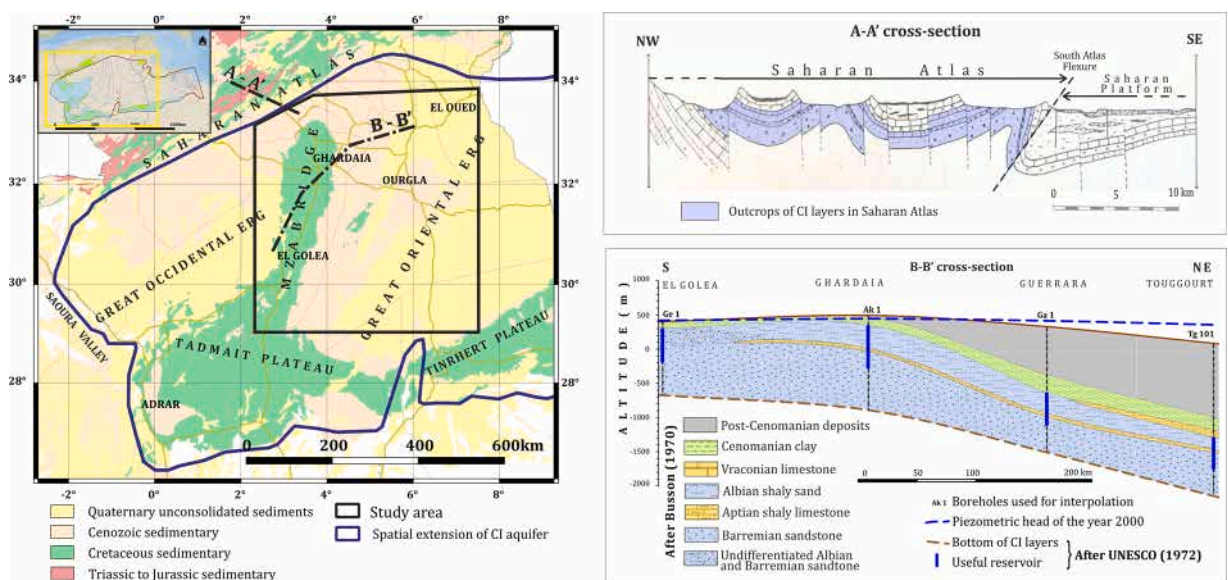 -2° 0° 2° 4° 6° 8°
34°
32°
30°
28°
34°
32°
30°
28°
-2° 0° 2° 4° 6° 8°
SAHARAN ATLAS
A - A'
B - B'
EL OUED
GHARDAIA
OURGLA
MZAB RIDGE
EL GOLEA
GREAT OCCIDENTAL ERG
GREAT ORIENTAL ERG
SAOURA VALLEY
TADMAIT PLATEAU
TINRHERT PLATEAU
ADRAR
0 200 400 600km
Quaternary unconsolidated sediments
Cenozoic sedimentary
Cretaceous sedimentary
Triassic to Jurassic sedimentary
Study area
Spatial extension of CI aquifer
A-A' cross-section
NW
SE
South Atlas
Flexure
Saharan Atlas
Saharan
Platform
0 5 10 km
Outcrops of CI layers in Saharan Atlas
B-B' cross-section
S
NE
EL GOLEA GHARDAIA GUERRARA TOUGGOURT
Ge 1
Ak 1
Ga 1
Tg 101
ALTITUDE (m)
1000
500
0
-500
-1000
-1500
-2000
After Busson (1970)
Post-Cenomanian deposits
Cenomanian clay
Vraconian limestone
Albian shaly sand
Aptian shaly limestone
Barremian sandstone
Undifferentiated Albian
and Barremian sandtone
0 100 200 km
Ak 1 Boreholes used for interpolation
Piezometric head of the year 2000
Bottom of CI layers
Useful reservoir
After UNESCO (1972)